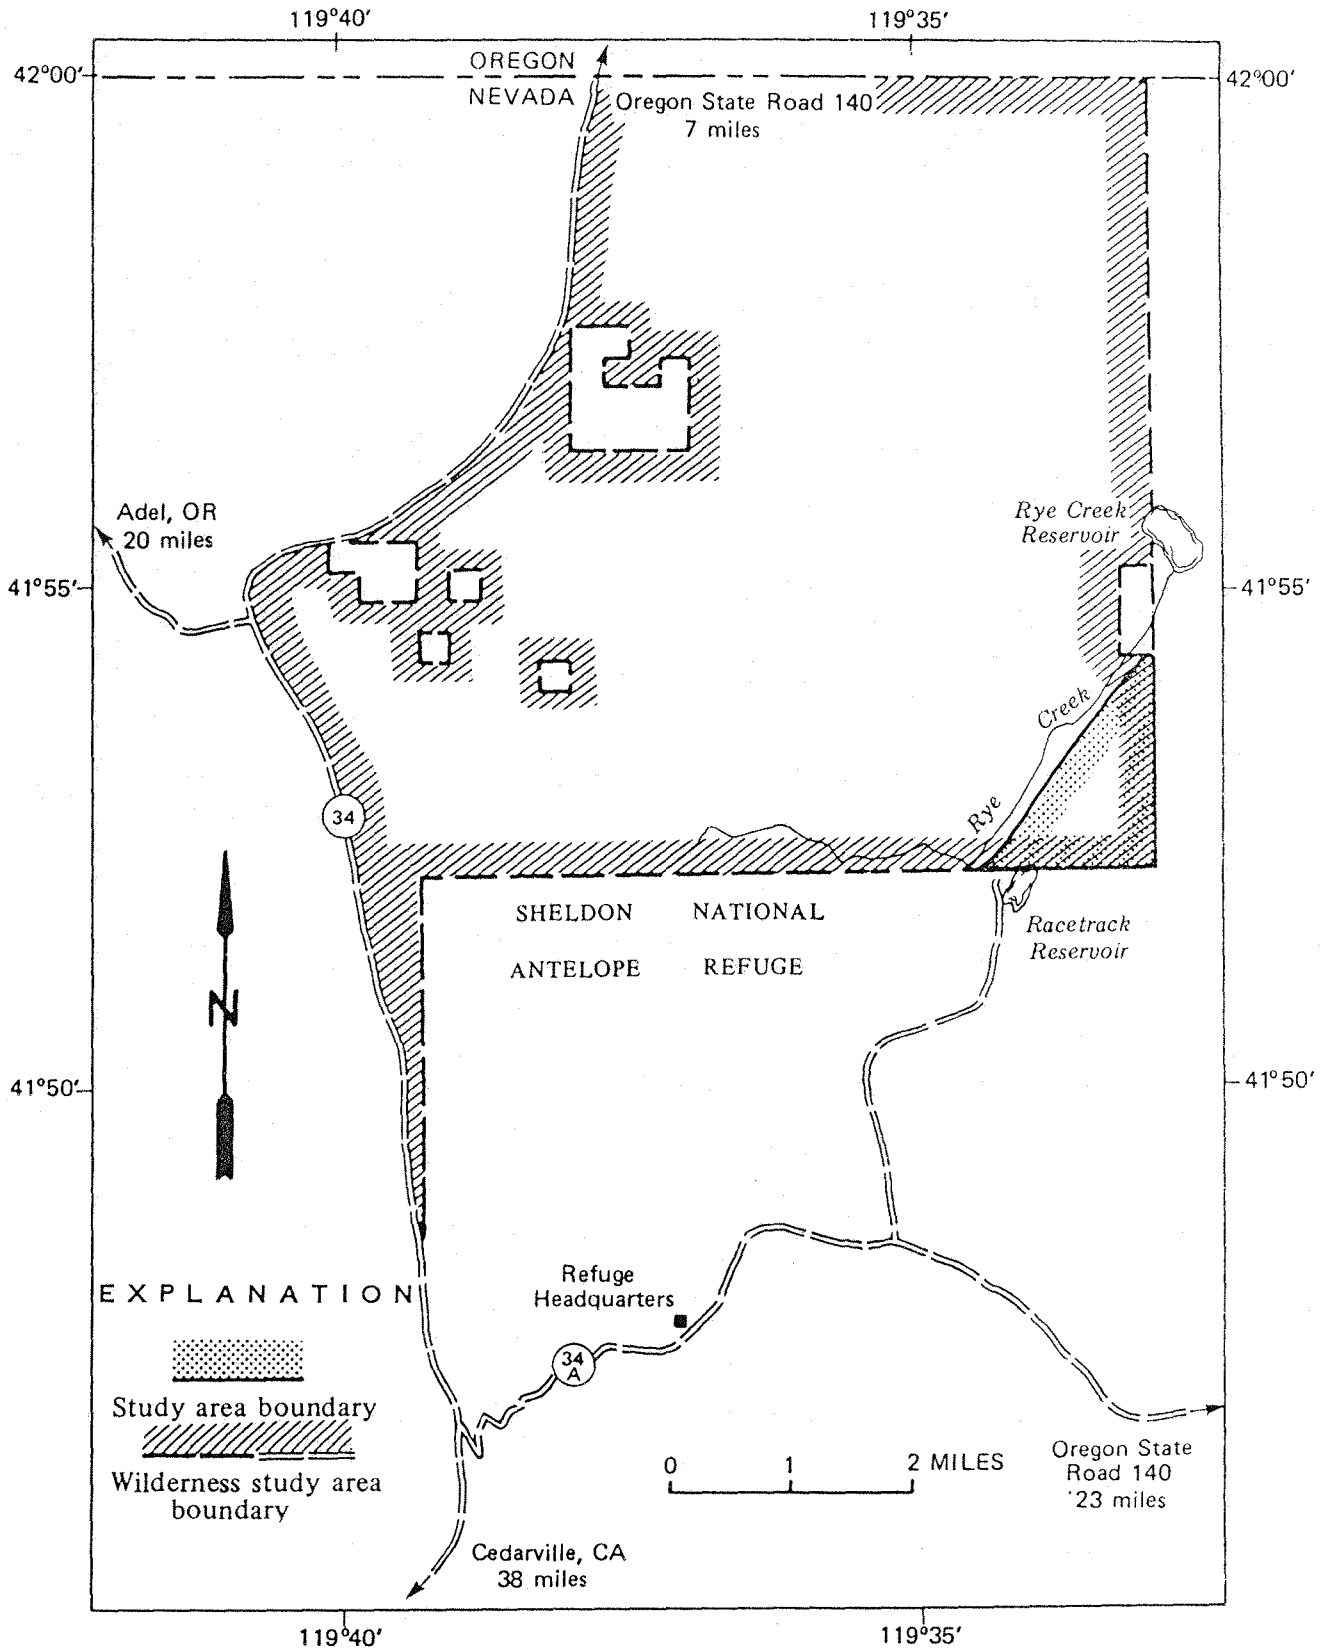 119°40′
119°35′
42°00′
OREGON
NEVADA
42°00′
Oregon State Road 140
7 miles
Adel, OR
20 miles
Rye Creek
Reservoir
41°55′
41°55′
Rye Creek
34
SHELDON NATIONAL
ANTELOPE REFUGE
Racetrack
Reservoir
N
41°50′
41°50′
EXPLANATION
Study area boundary
Wilderness study area
boundary
Refuge
Headquarters
34
A
0 1 2 MILES
Oregon State
Road 140
23 miles
Cedarville, CA
38 miles
119°40′
119°35′